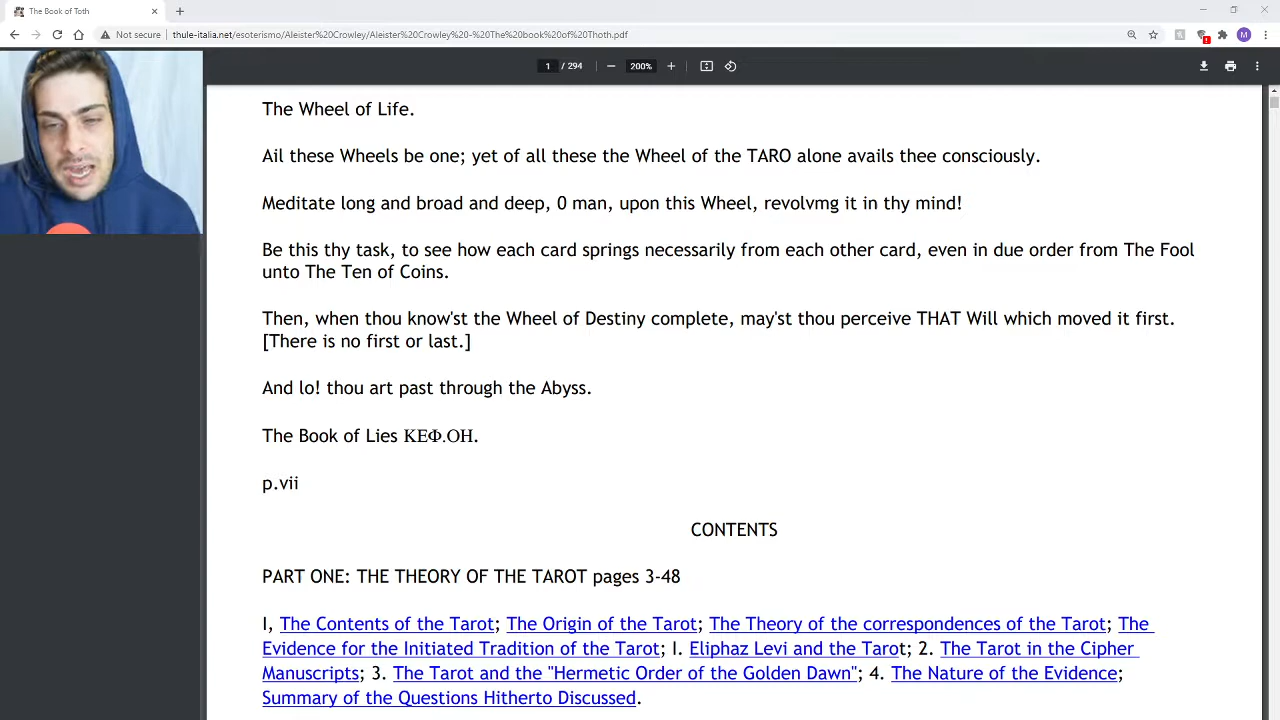 The Book of Toth
Not secure
thule-italia.net/esoterismo/Aleister%20Crowley/Aleister%20Crowley%20-%20The%20book%20of%20Thoth.pdf
M
1 / 294
200%
The Wheel of Life.
Ail these Wheels be one; yet of all these the Wheel of the TARO alone avails thee consciously.
Meditate long and broad and deep, 0 man, upon this Wheel, revolvmg it in thy mind!
Be this thy task, to see how each card springs necessarily from each other card, even in due order from The Fool
unto The Ten of Coins.
Then, when thou know'st the Wheel of Destiny complete, may'st thou perceive THAT Will which moved it first.
[There is no first or last.]
And lo! thou art past through the Abyss.
The Book of Lies ΚΕΦ.ΟΗ.
p.vii
CONTENTS
PART ONE: THE THEORY OF THE TAROT pages 3-48
I, The Contents of the Tarot; The Origin of the Tarot; The Theory of the correspondences of the Tarot; The
Evidence for the Initiated Tradition of the Tarot; I. Eliphaz Levi and the Tarot; 2. The Tarot in the Cipher
Manuscripts; 3. The Tarot and the "Hermetic Order of the Golden Dawn"; 4. The Nature of the Evidence;
Summary of the Questions Hitherto Discussed.